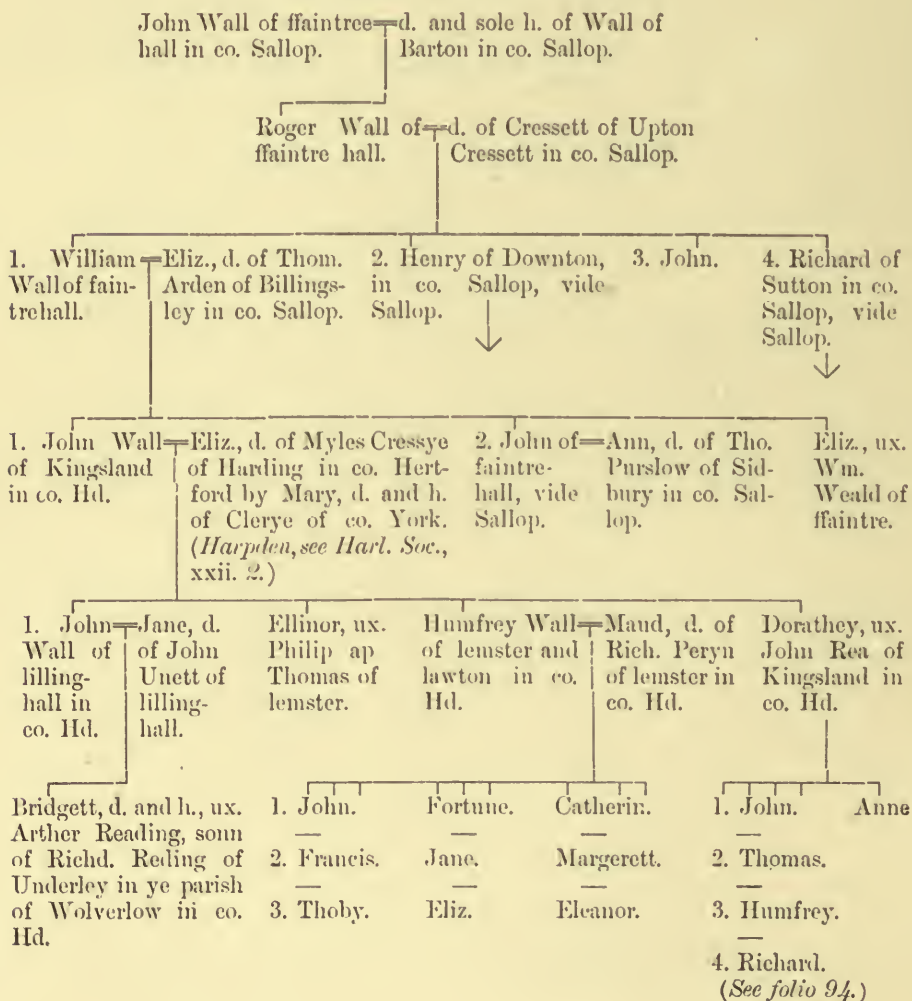 John Wall of ffaintree
hall in co. Sallop.
d. and sole h. of Wall of
Barton in co. Sallop.
Roger Wall of
ffaintre hall.
d. of Cressett of Upton
Cressett in co. Sallop.
1. William
Wall of fain-
tre hall.
Eliz., d. of Thom.
Arden of Billings-
ley in co. Sallop.
2. Henry of Downton,
in co. Sallop, vide
Sallop.
3. John.
4. Richard of
Sutton in co.
Sallop, vide
Sallop.
1. John Wall
of Kingsland
in co. Hd.
Eliz., d. of Myles Cressye
of Harding in co. Hert-
ford by Mary, d. and h.
of Clerye of co. York.
(Harpden, see Harl. Soc.,
xxii. 2.)
2. John of
faintre-
hall, vide
Sallop.
Ann, d. of Tho.
Purslow of Sid-
bury in co. Sal-
lop.
Eliz., ux.
Wm.
Weald of
ffaintre.
1. John
Wall of
lilling-
hall in
co. Hd.
Jane, d.
of John
Unett of
lilling-
hall.
Ellinor, ux.
Philip ap
Thomas of
lemster.
Humfrey Wall
of lemster and
lawton in co.
Hd.
Maud, d. of
Rich. Peryn
of lemster in
co. Hd.
Dorathey, ux.
John Rea of
Kingsland in
co. Hd.
Bridgett, d. and h., ux.
Arther Reading, sonn
of Richd. Reding of
Underley in ye parish
of Wolverlow in co.
Hd.
1. John.
2. Francis.
3. Thoby.
Fortune.
Jane.
Eliz.
Catherin.
Margerett.
Eleanor.
1. John.
2. Thomas.
3. Humfrey.
4. Richard.
(See folio 94.)
Anne